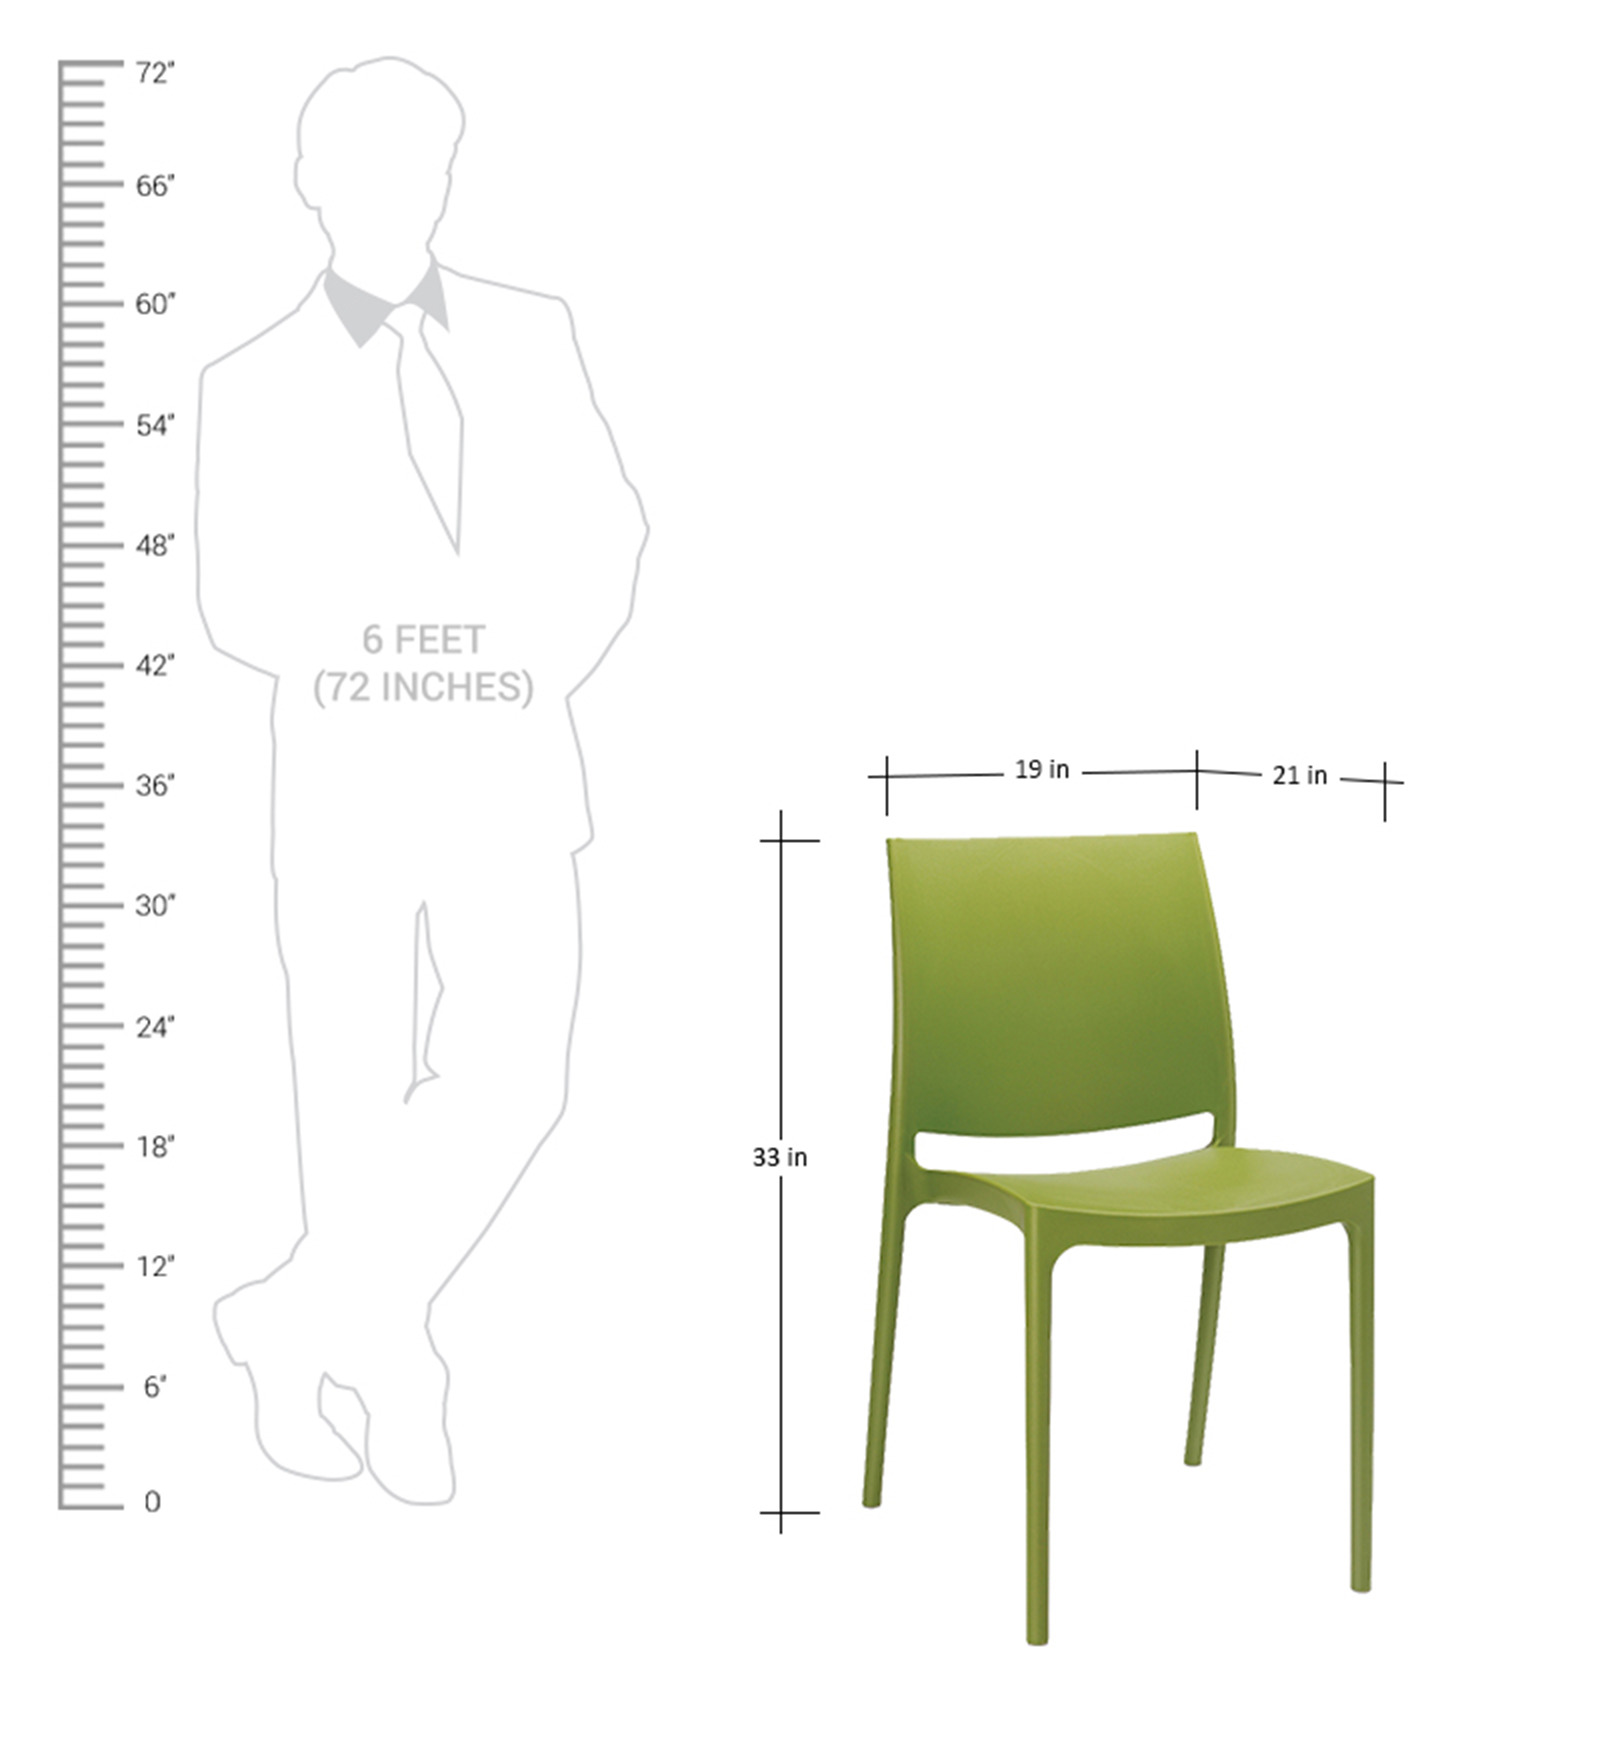 72"
66"
60"
54"
48"
6 FEET
(72 INCHES)
42"
36"
30"
24"
18"
12"
6"
0
19 in
21 in
33 in